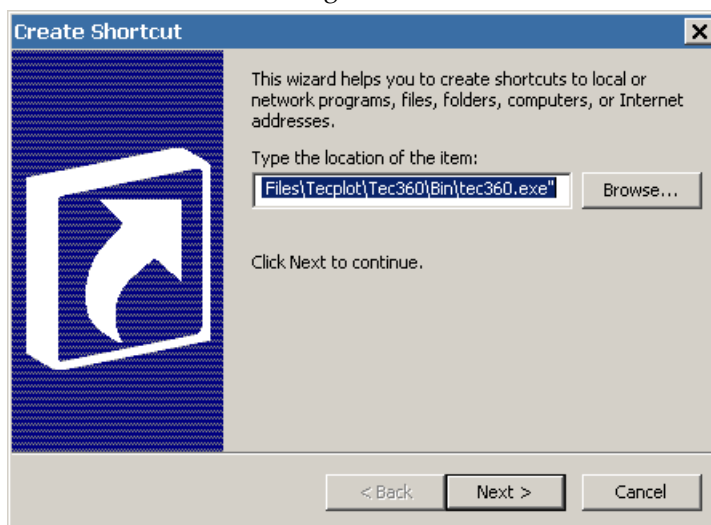 Create Shortcut
This wizard helps you to create shortcuts to local or
network programs, files, folders, computers, or Internet
addresses.
Type the location of the item:
Files\Tecplot\Tec360\Bin\tec360.exe"
Browse...
Click Next to continue.
< Back
Next >
Cancel